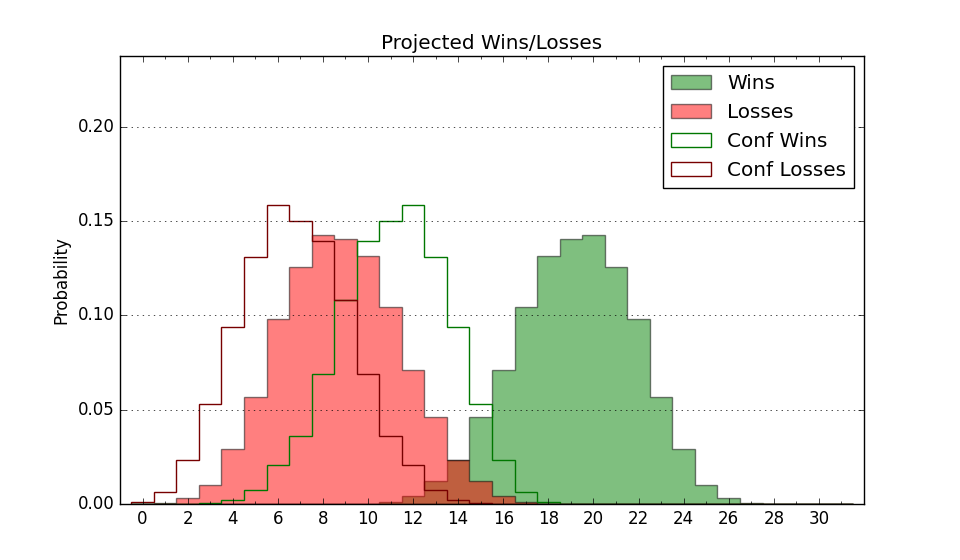 Projected Wins/Losses
Wins
Losses
Conf Wins
Conf Losses
Probability
0.20
0.15
0.10
0.05
0.00
0 2 4 6 8 10 12 14 16 18 20 22 24 26 28 30